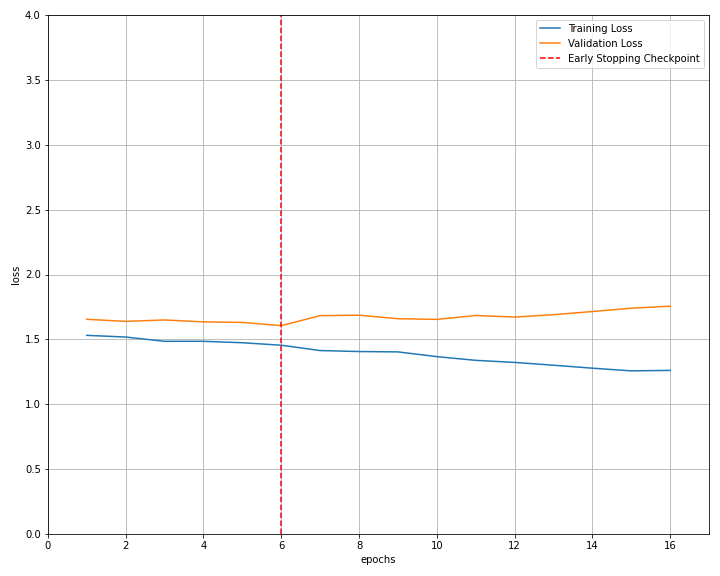 4.0
3.5
3.0
2.5
2.0
1.5
1.0
0.5
0.0
loss
Training Loss
Validation Loss
Early Stopping Checkpoint
0 2 4 6 8 10 12 14 16
epochs